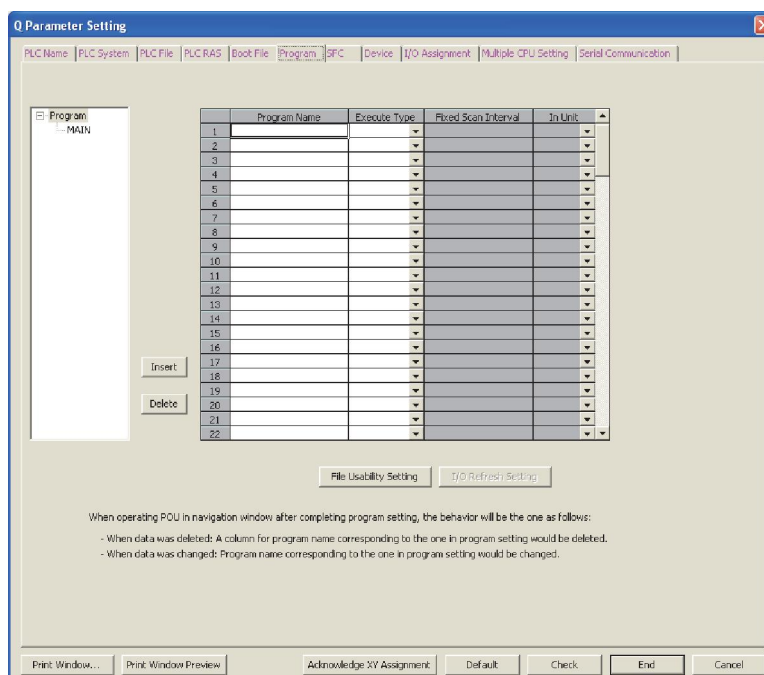 Q Parameter Setting
PLC Name PLC System PLC File PLC RAS Boot File Program SFC Device I/O Assignment Multiple CPU Setting Serial Communication
Program
MAIN
Program Name Execute Type Fixed Scan Interval In Unit
1
2
3
4
5
6
7
8
9
10
11
12
13
14
15
16
17
18
19
20
21
22
Insert
Delete
File Usability Setting I/O Refresh Setting
When operating POU in navigation window after completing program setting, the behavior will be the one as follows:
- When data was deleted: A column for program name corresponding to the one in program setting would be deleted.
- When data was changed: Program name corresponding to the one in program setting would be changed.
Print Window... Print Window Preview Acknowledge XY Assignment Default Check End Cancel